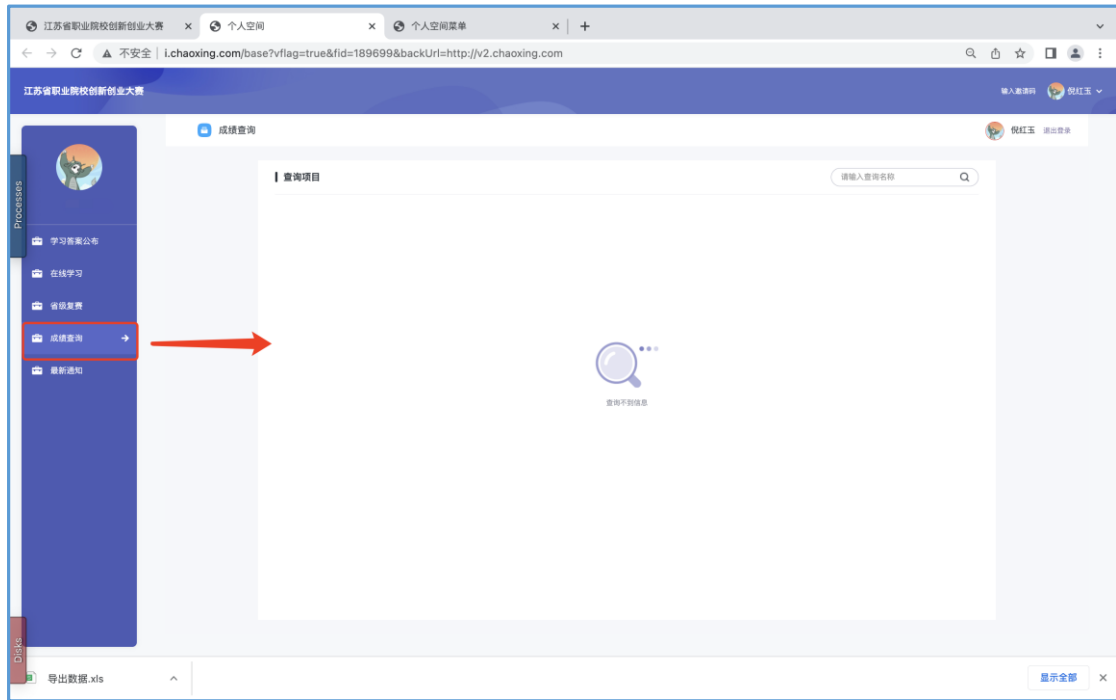 江苏省职业院校创新创业大赛
个人空间
个人空间菜单
不安全 | i.chaoxing.com/base?vflag=true&fid=189699&backUrl=http://v2.chaoxing.com
江苏省职业院校创新创业大赛
输入邀请码
倪红玉
成绩查询
倪红玉 退出登录
Processes
查询项目
请输入查询名称
学习答案公布
在线学习
省级复赛
成绩查询
最新通知
查询不到信息
Disks
导出数据.xls
显示全部